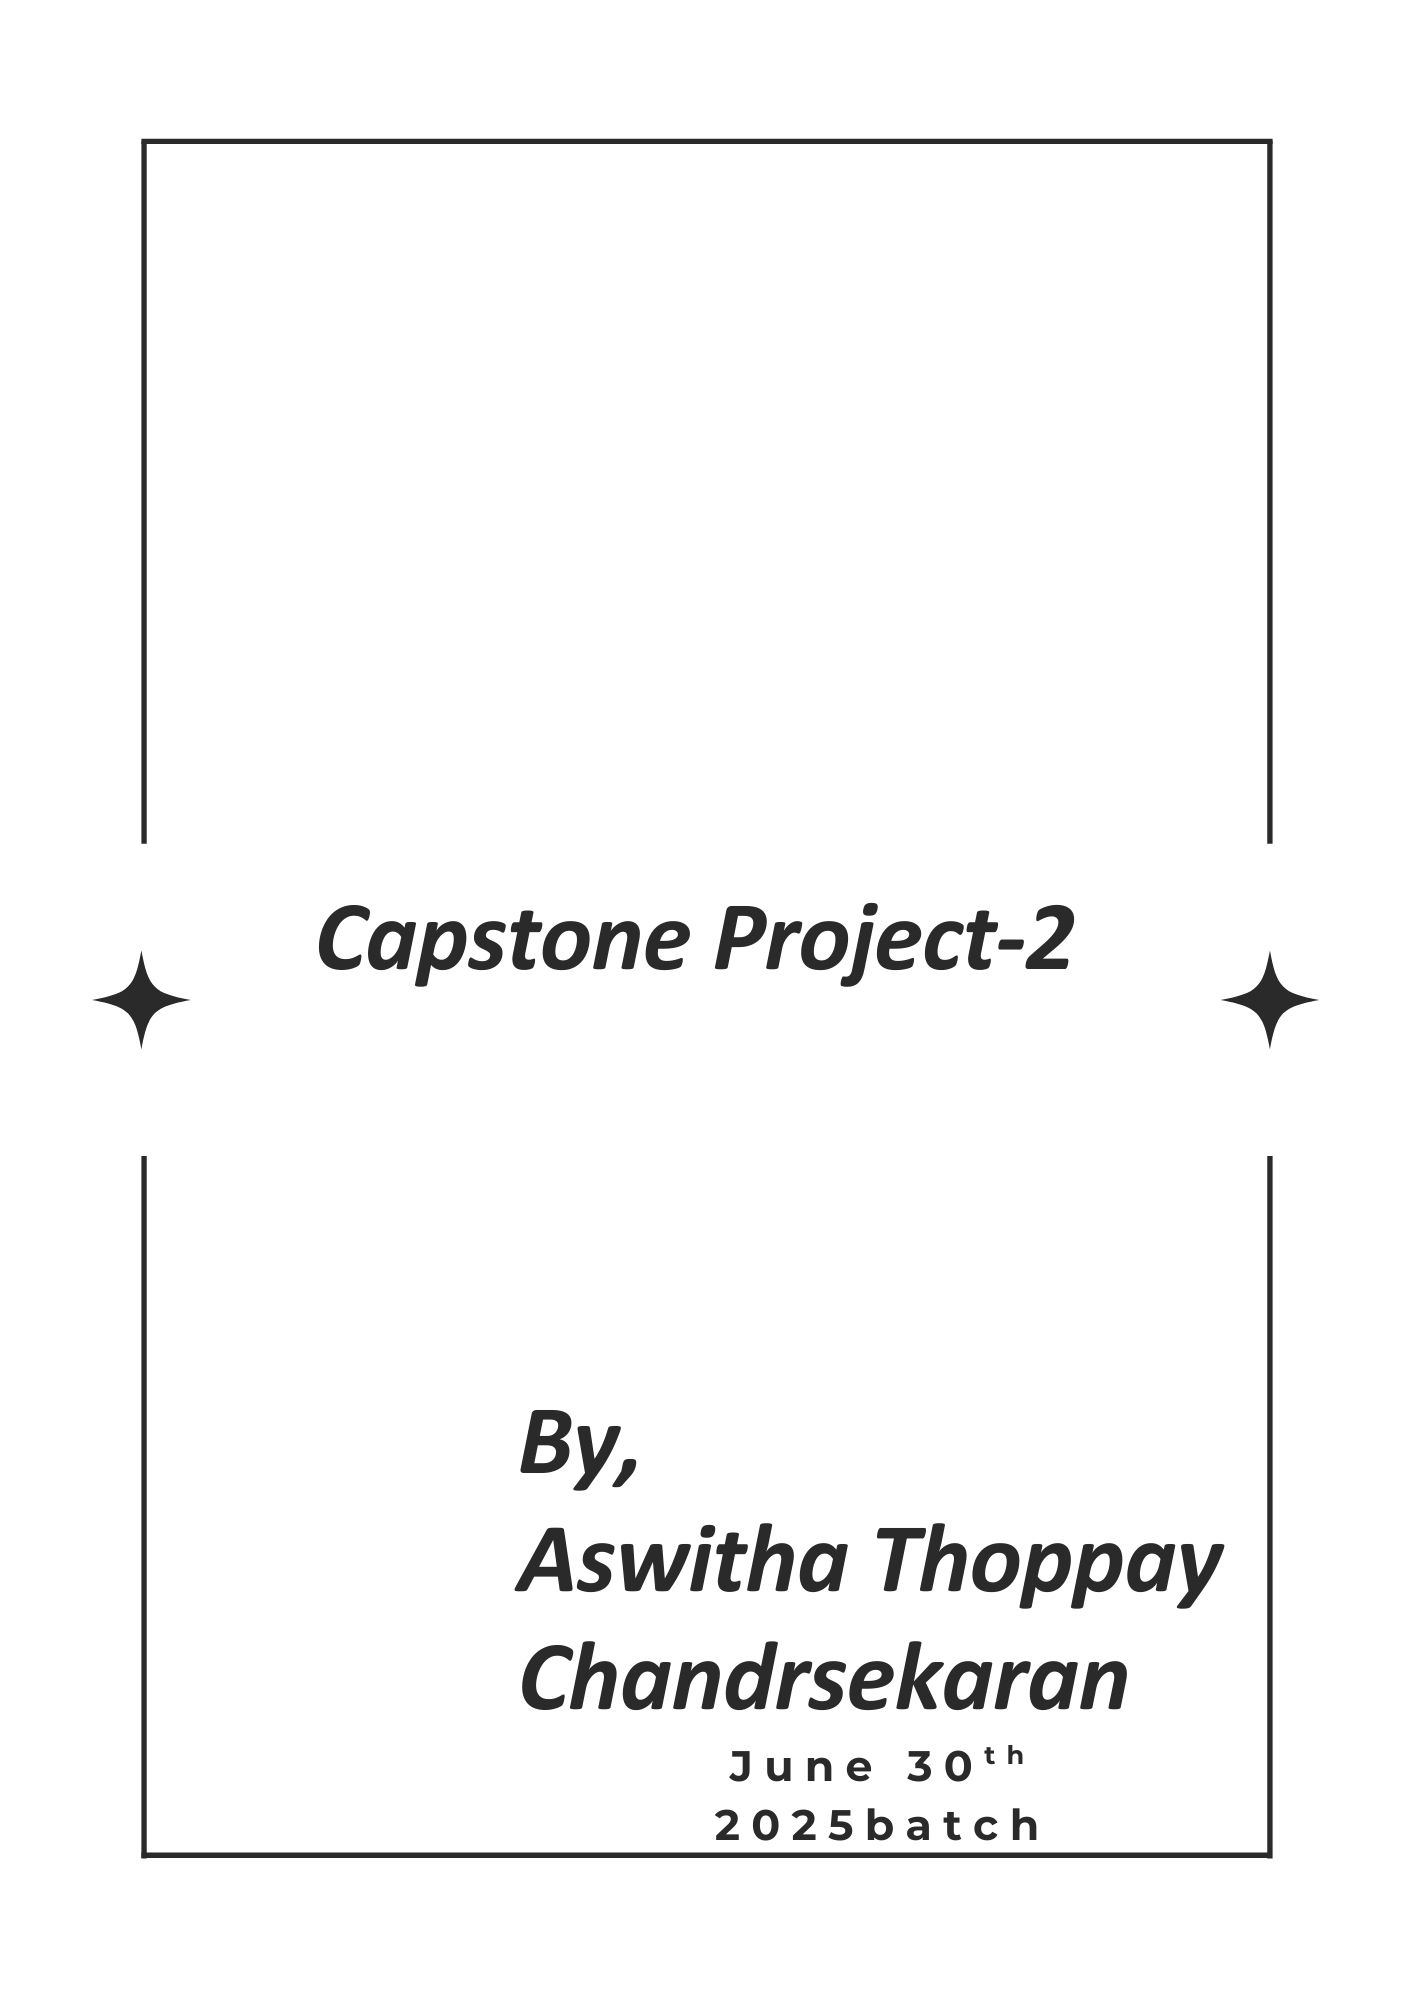 Capstone Project-2
By,
Aswitha Thoppay
Chandrsekaran
June 30th
2025batch